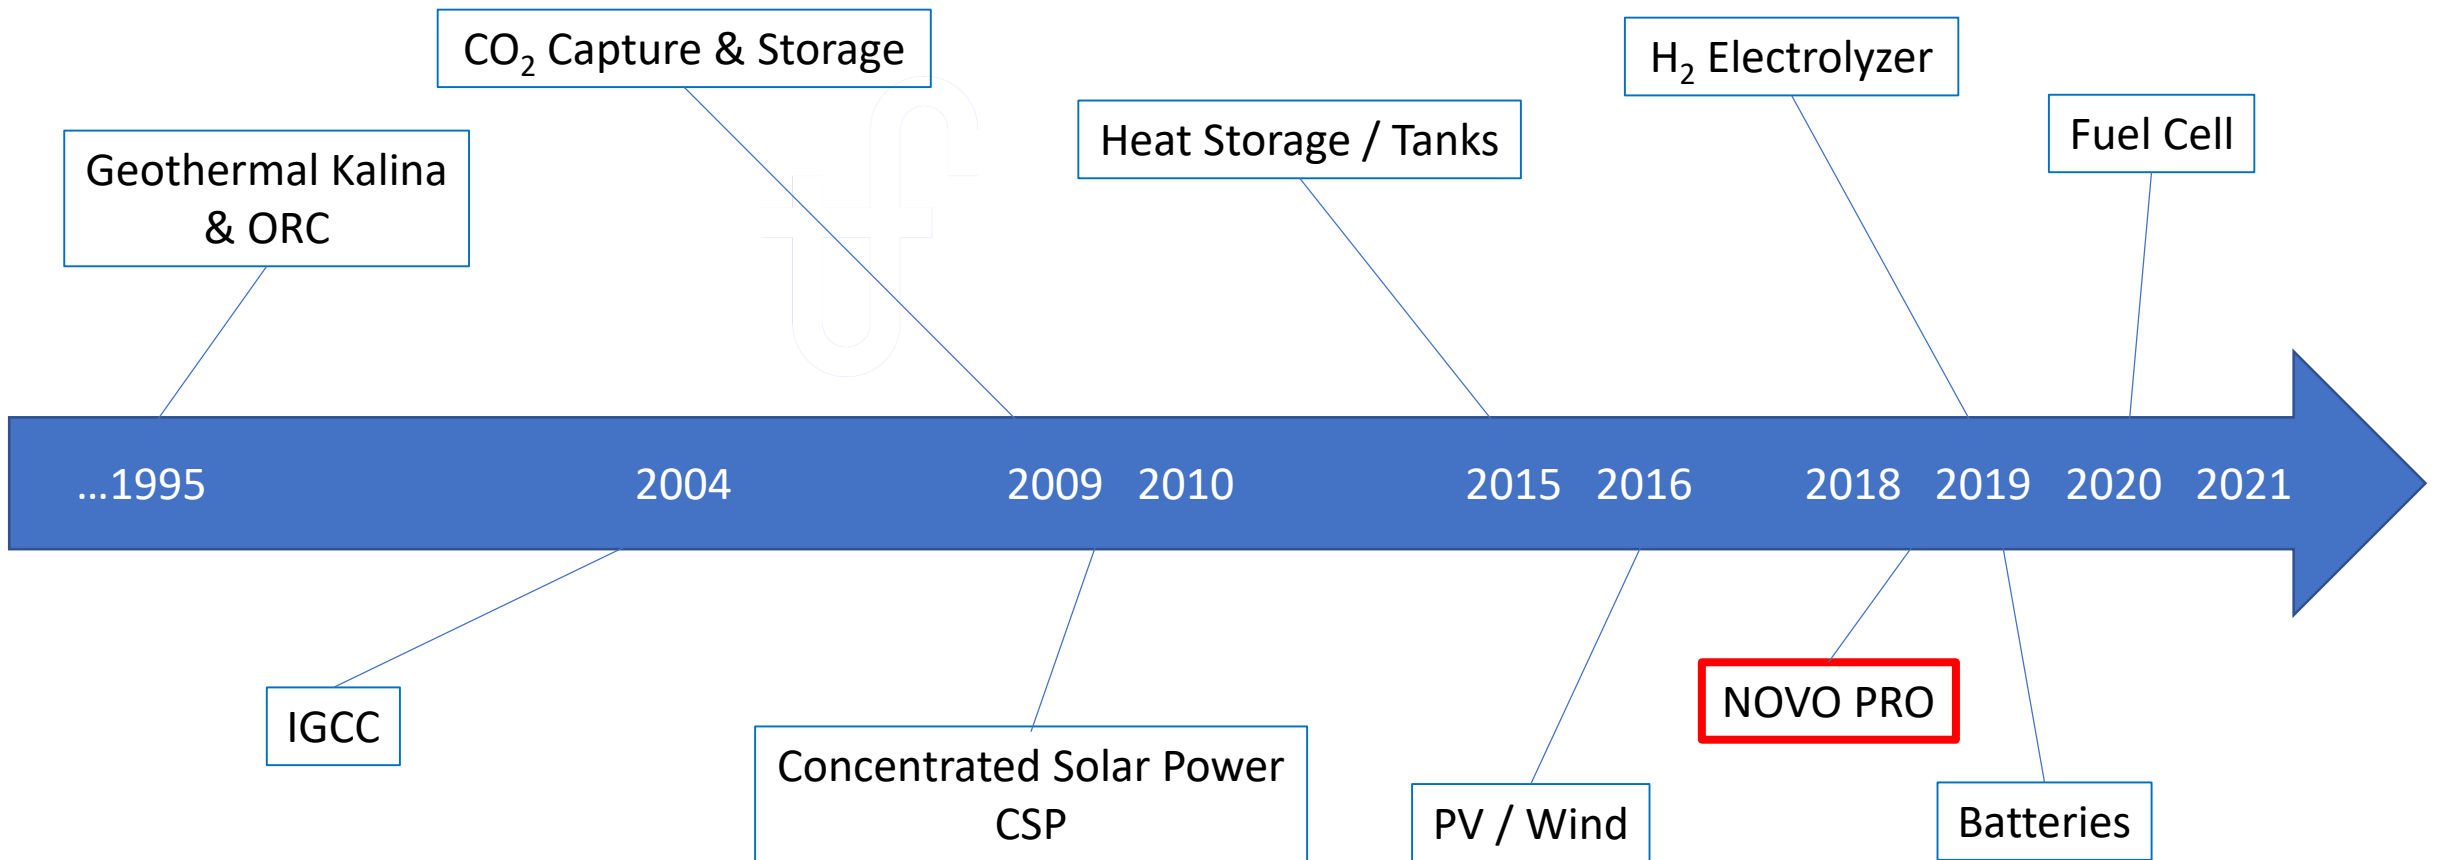 CO₂ Capture & Storage
H₂ Electrolyzer
Heat Storage / Tanks
Fuel Cell
Geothermal Kalina
& ORC
...1995 2004 2009 2010 2015 2016 2018 2019 2020 2021
IGCC
NOVO PRO
Concentrated Solar Power
CSP
PV / Wind
Batteries